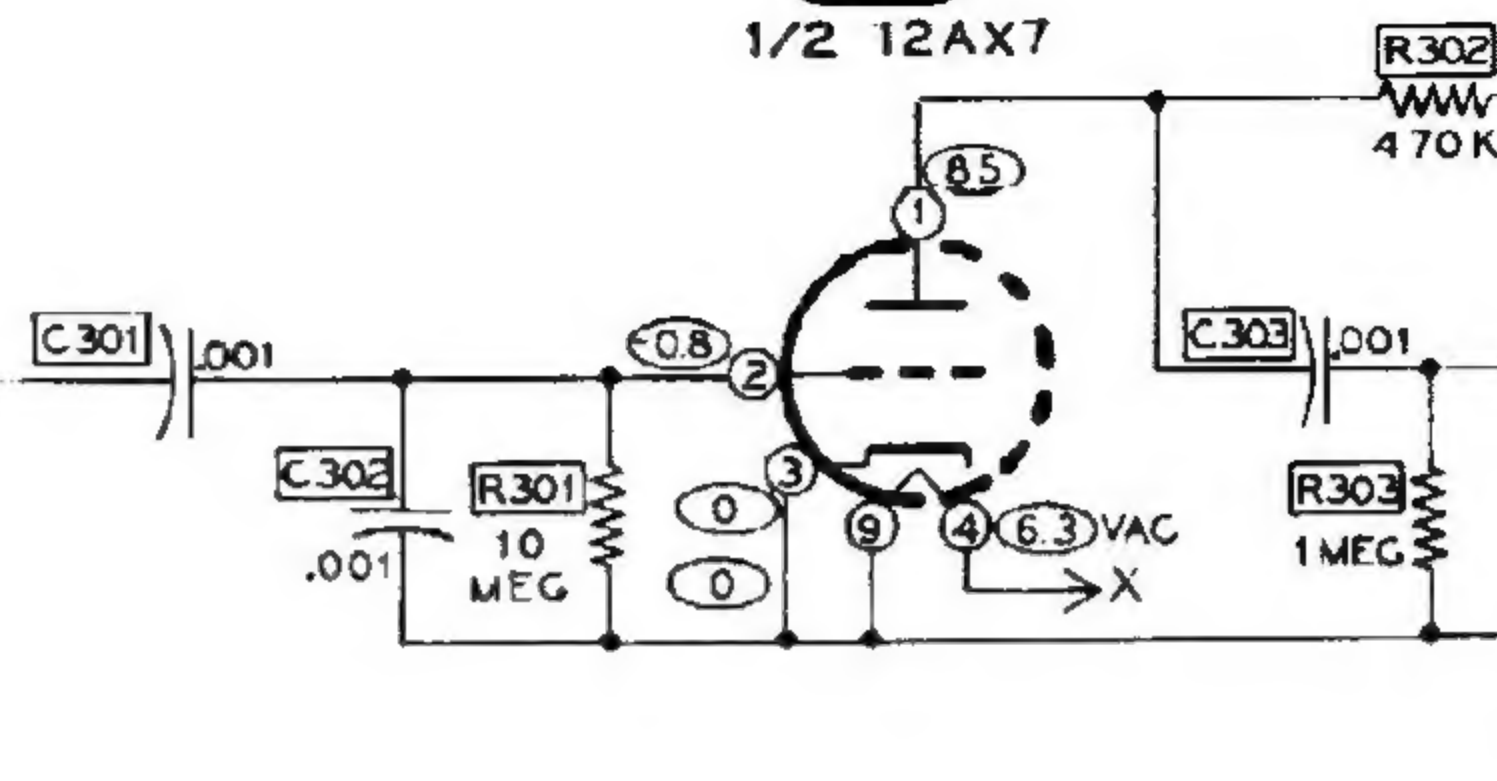 1/2 12AX7
R302
470K
85
1
C301
.001
-0.8
2
C303
.001
C302
.001
R301
10
MEG
3
0
0
9
4
6.3 VAC
X
R303
1 MEG